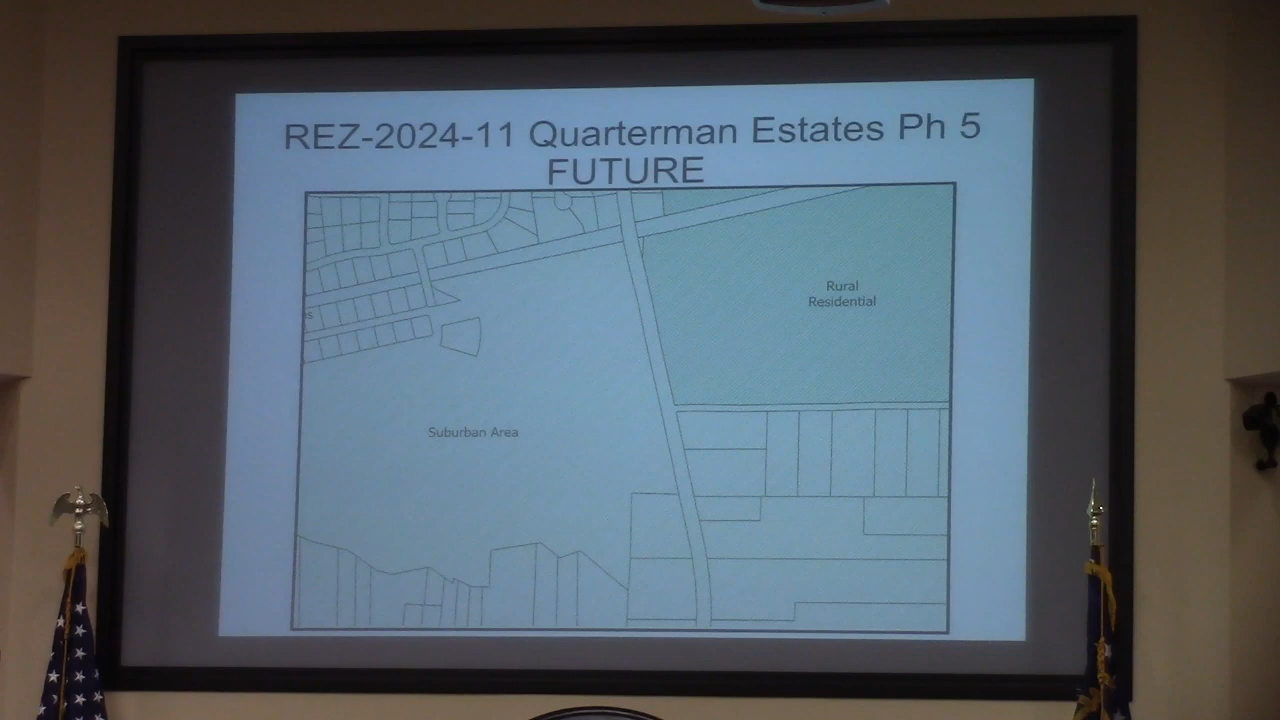 REZ-2024-11 Quarterman Estates Ph 5
FUTURE
Rural
Residential
Suburban Area